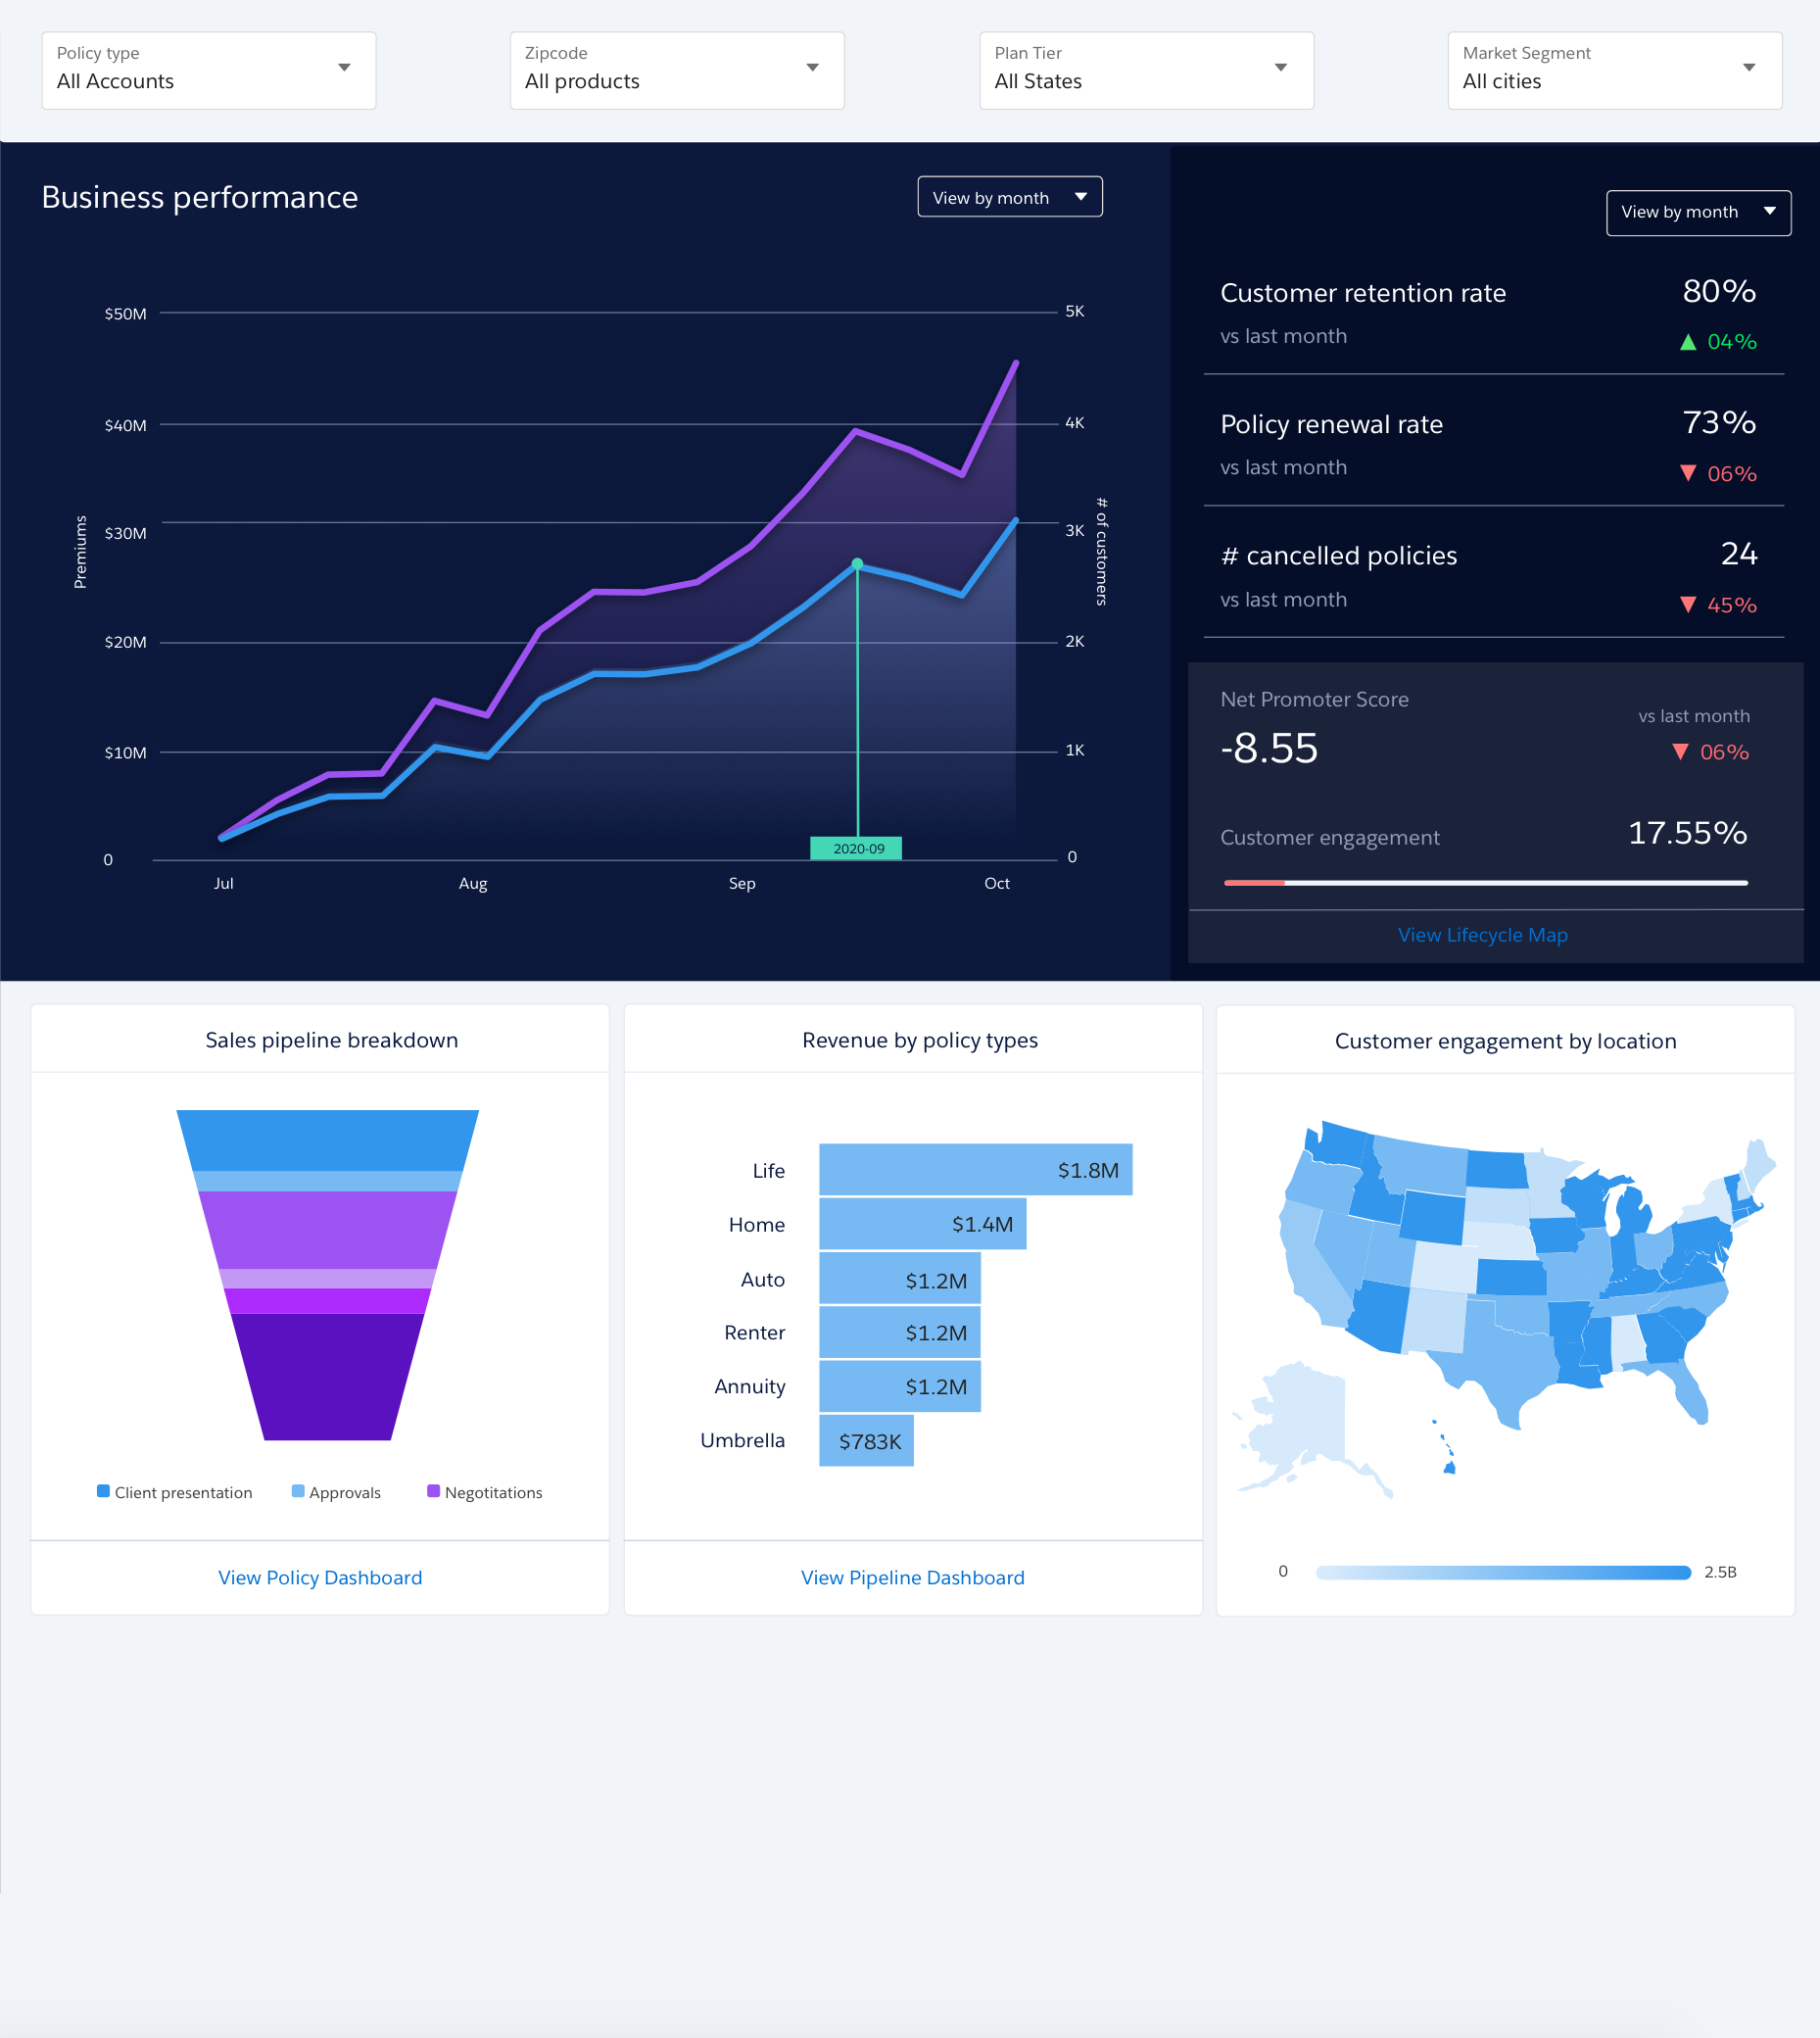 Policy type
All Accounts
Zipcode
All products
Plan Tier
All States
Market Segment
All cities
Business performance
View by month
$50M
$40M
$30M
$20M
$10M
0
Premiums
5K
4K
3K
2K
1K
0
# of customers
2020-09
Jul
Aug
Sep
Oct
View by month
Customer retention rate
80%
vs last month
▲ 04%
Policy renewal rate
73%
vs last month
▼ 06%
# cancelled policies
24
vs last month
▼ 45%
Net Promoter Score
vs last month
-8.55
▼ 06%
Customer engagement
17.55%
View Lifecycle Map
Sales pipeline breakdown
Client presentation
Approvals
Negotitations
View Policy Dashboard
Revenue by policy types
Life
$1.8M
Home
$1.4M
Auto
$1.2M
Renter
$1.2M
Annuity
$1.2M
Umbrella
$783K
View Pipeline Dashboard
Customer engagement by location
0
2.5B